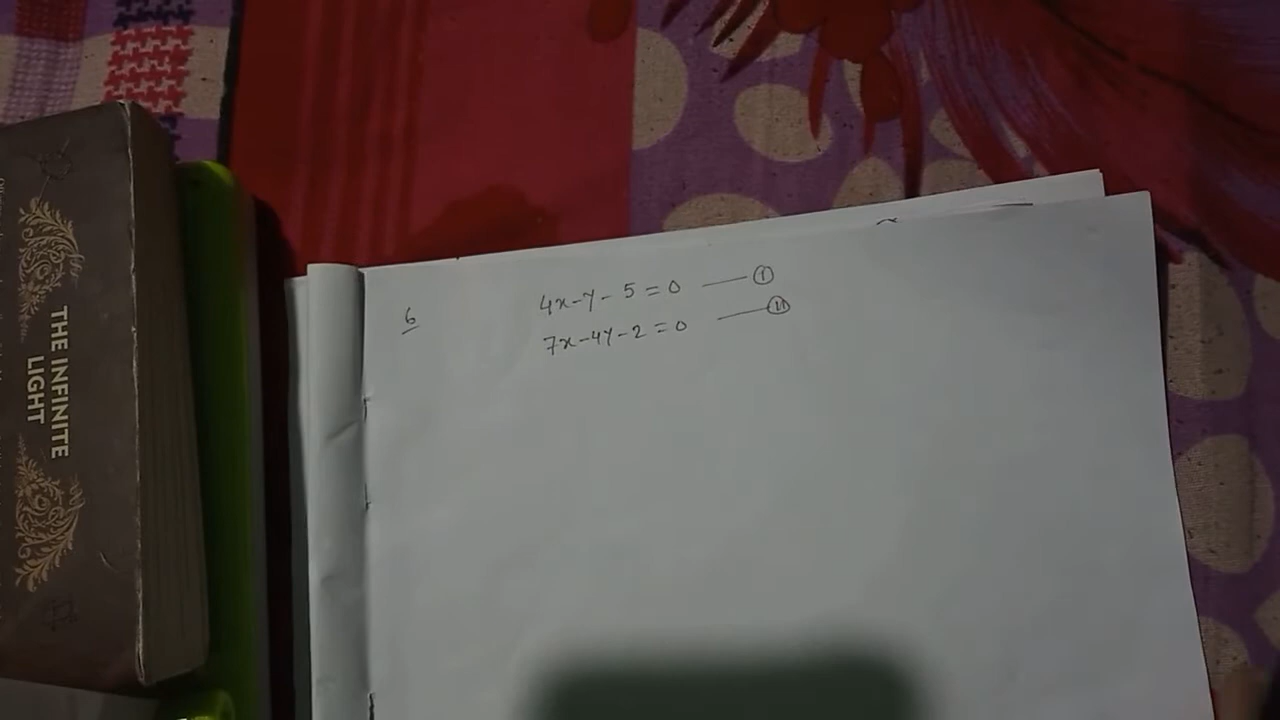 THE INFINITE
LIGHT
6
4x-y-5=0 — I
7x-4y-2=0 — II